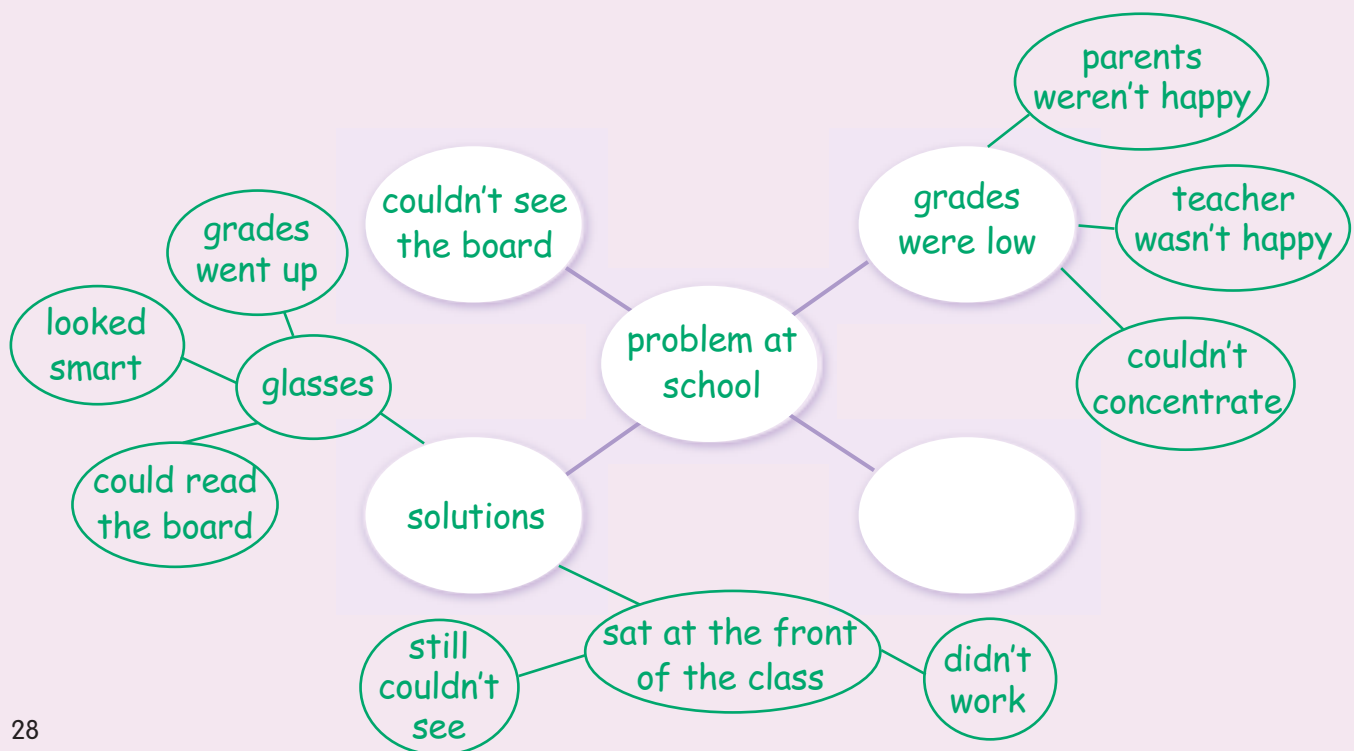 parents
weren't happy
couldn't see
the board
grades
were low
teacher
wasn't happy
grades
went up
looked
smart
glasses
problem at
school
couldn't
concentrate
could read
the board
solutions
still
couldn't
see
sat at the front
of the class
didn't
work
28